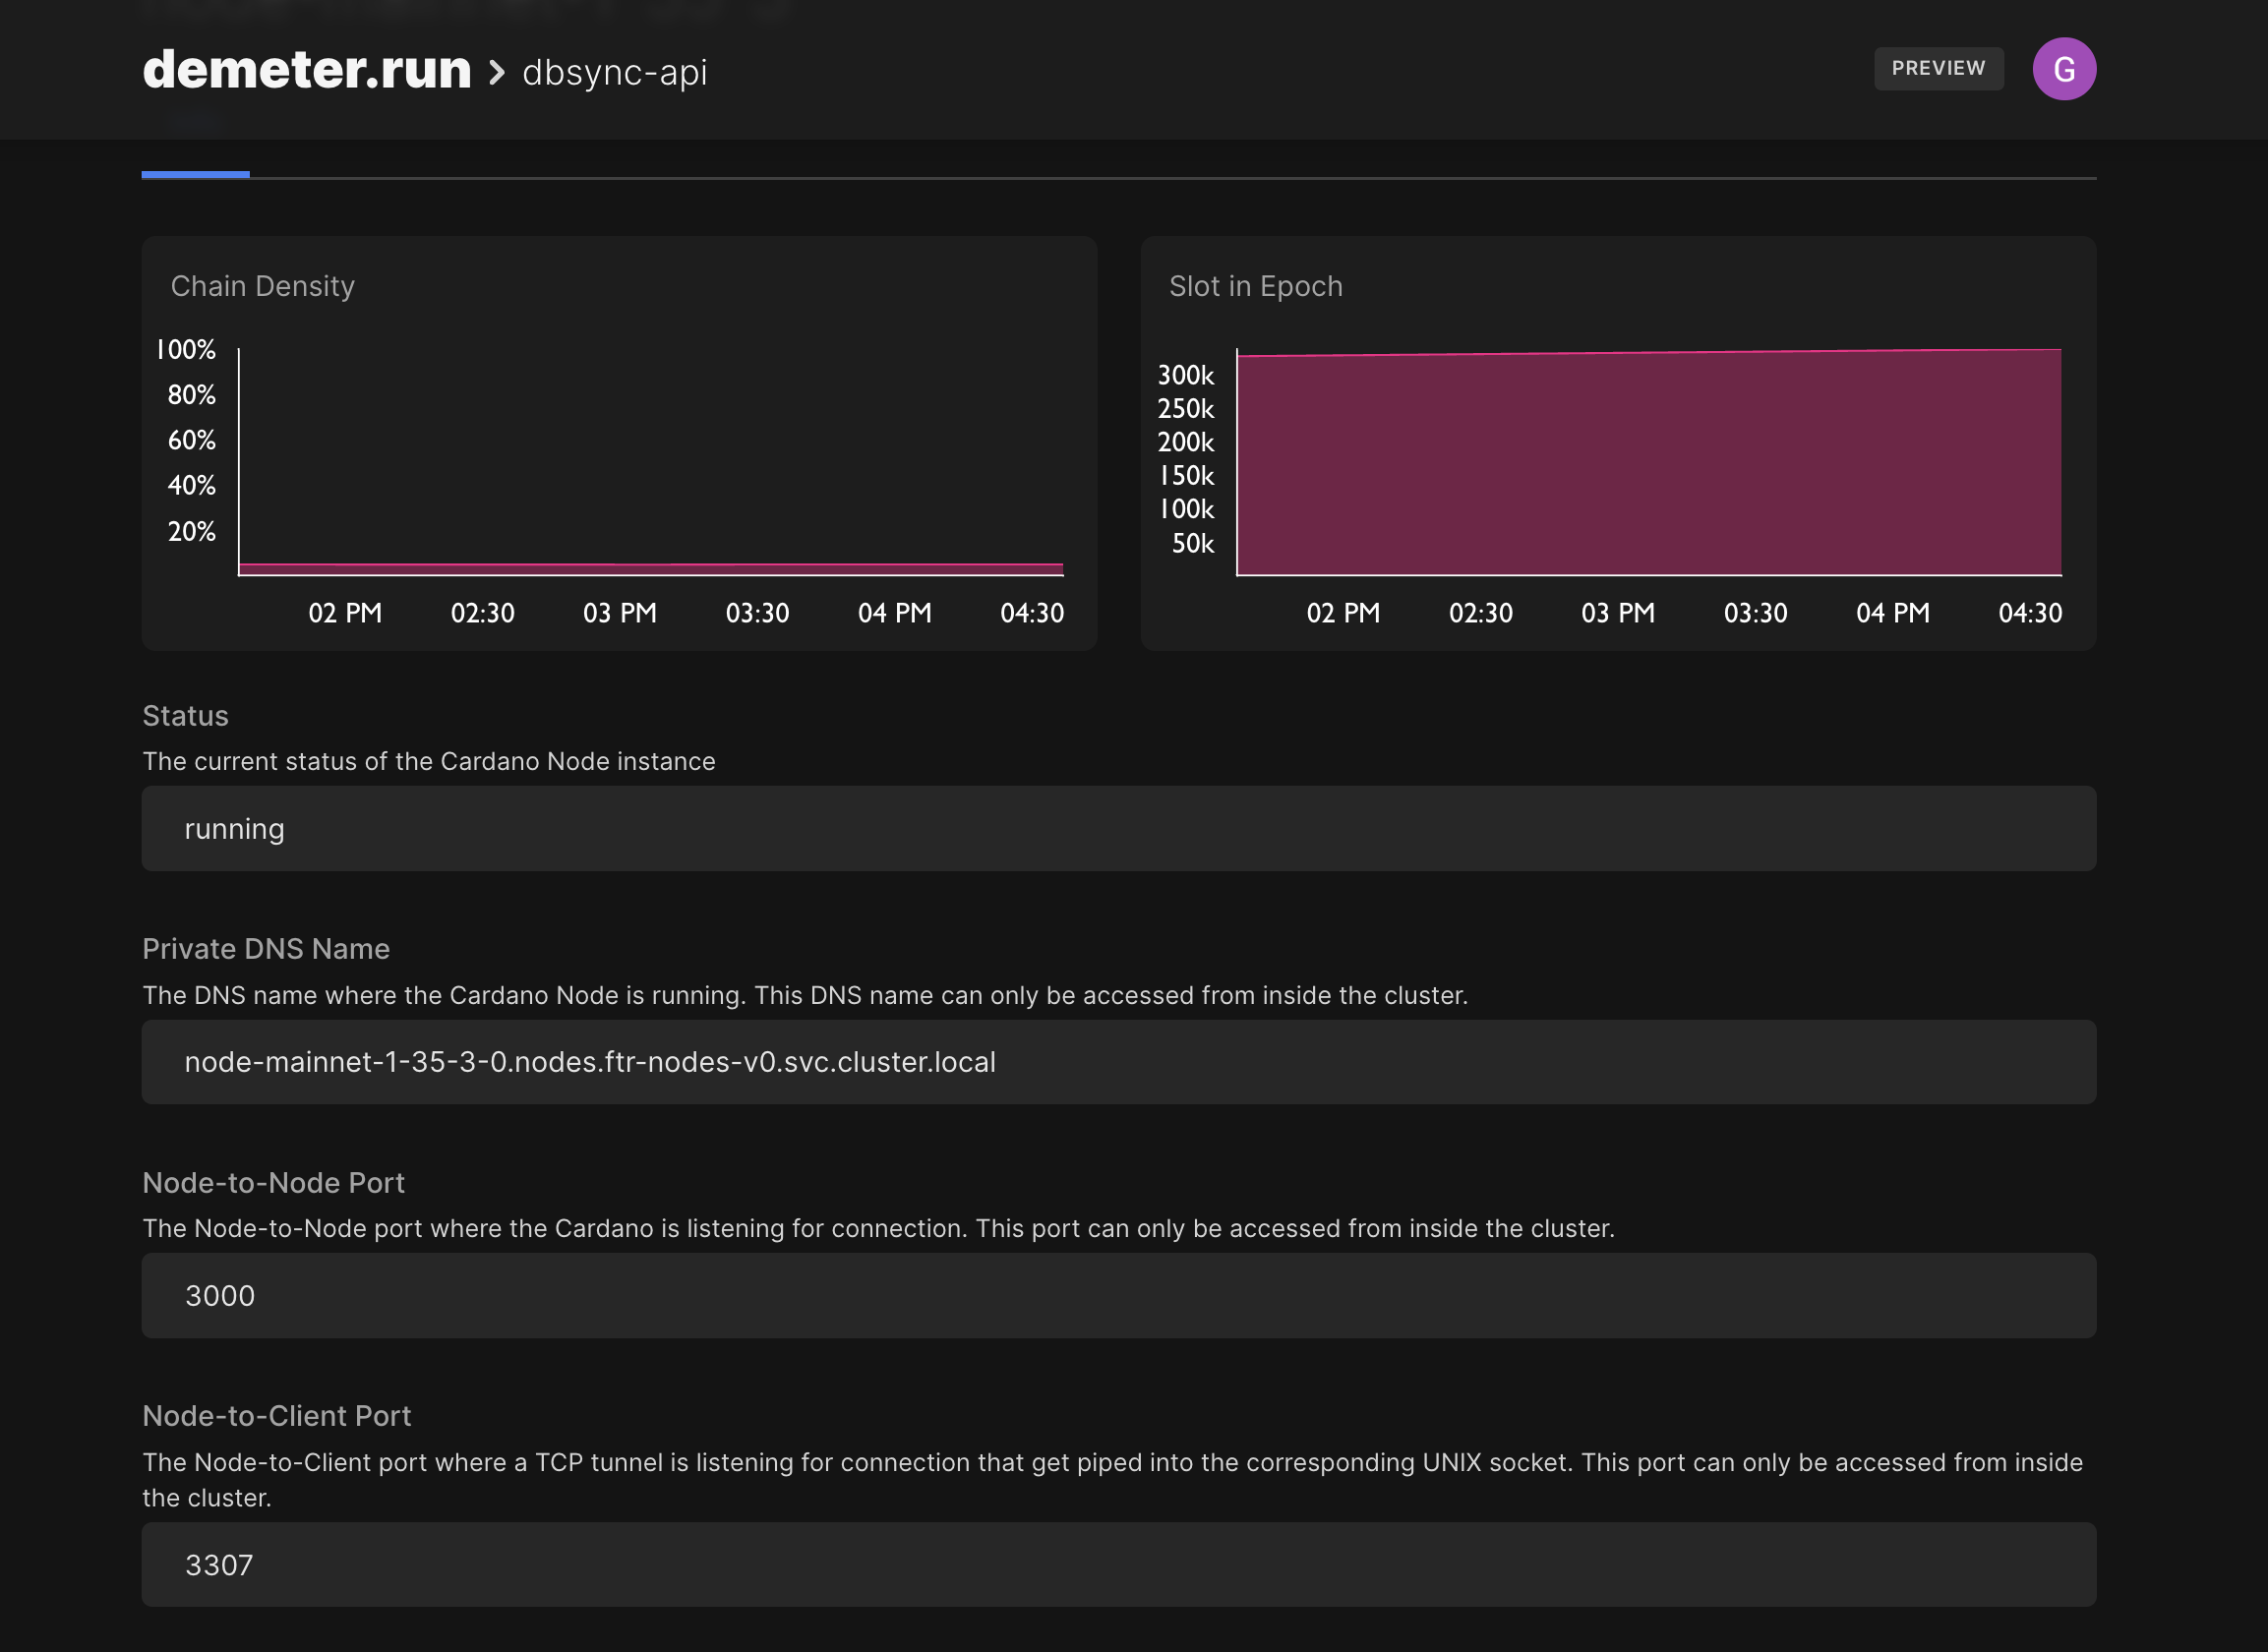 demeter.run > dbsync-api
PREVIEW
G
Chain Density
100%
80%
60%
40%
20%
02 PM 02:30 03 PM 03:30 04 PM 04:30
Slot in Epoch
300k
250k
200k
150k
100k
50k
02 PM 02:30 03 PM 03:30 04 PM 04:30
Status
The current status of the Cardano Node instance
running
Private DNS Name
The DNS name where the Cardano Node is running. This DNS name can only be accessed from inside the cluster.
node-mainnet-1-35-3-0.nodes.ftr-nodes-v0.svc.cluster.local
Node-to-Node Port
The Node-to-Node port where the Cardano is listening for connection. This port can only be accessed from inside the cluster.
3000
Node-to-Client Port
The Node-to-Client port where a TCP tunnel is listening for connection that get piped into the corresponding UNIX socket. This port can only be accessed from inside
the cluster.
3307